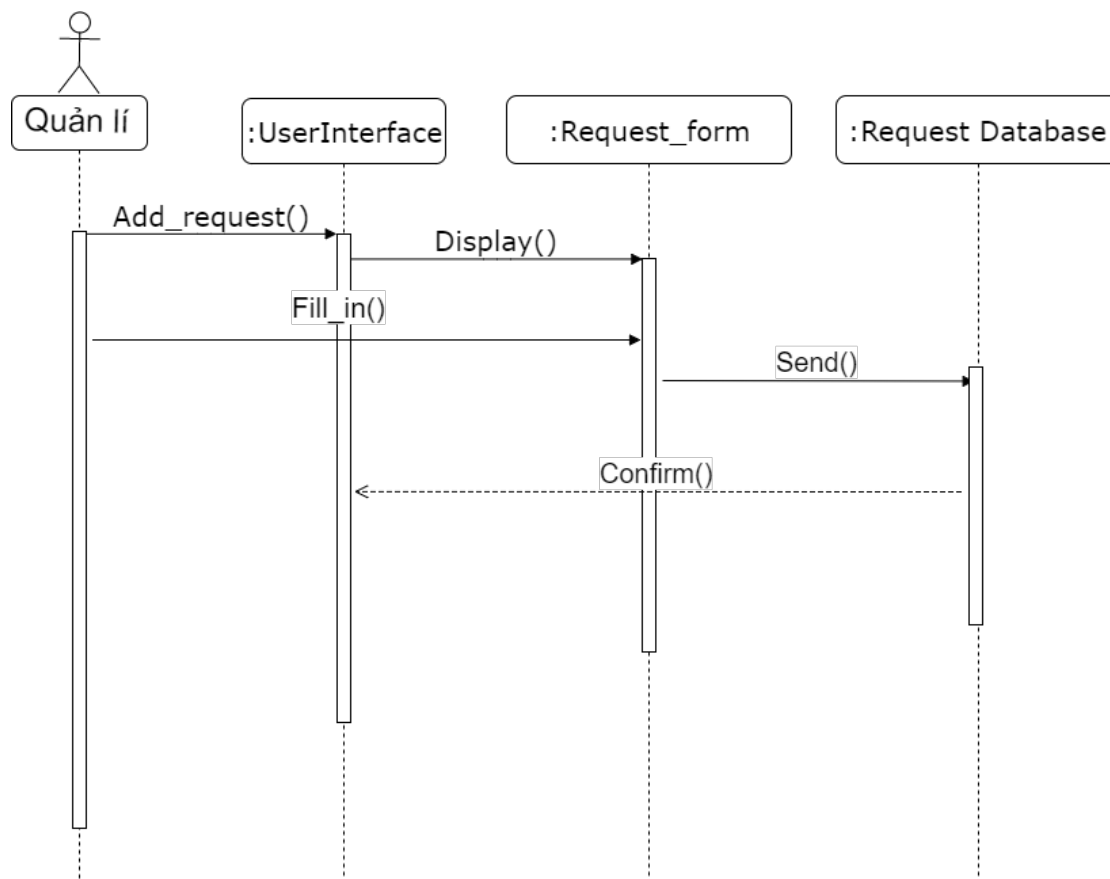 Quản lí
:UserInterface
:Request_form
:Request Database
Add_request()
Display()
Fill_in()
Send()
Confirm()